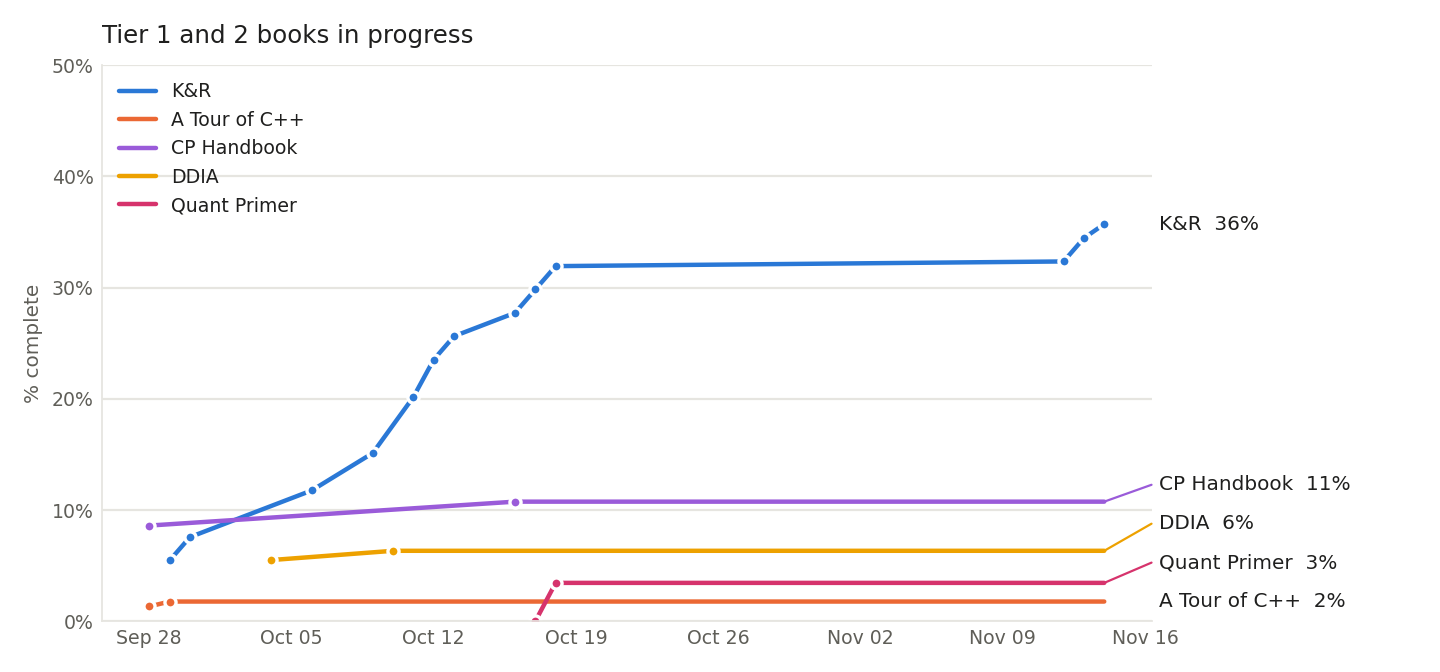 Tier 1 and 2 books in progress
50%
40%
30%
20%
10%
0%
% complete
K&R
A Tour of C++
CP Handbook
DDIA
Quant Primer
K&R 36%
CP Handbook 11%
DDIA 6%
Quant Primer 3%
A Tour of C++ 2%
Sep 28 Oct 05 Oct 12 Oct 19 Oct 26 Nov 02 Nov 09 Nov 16